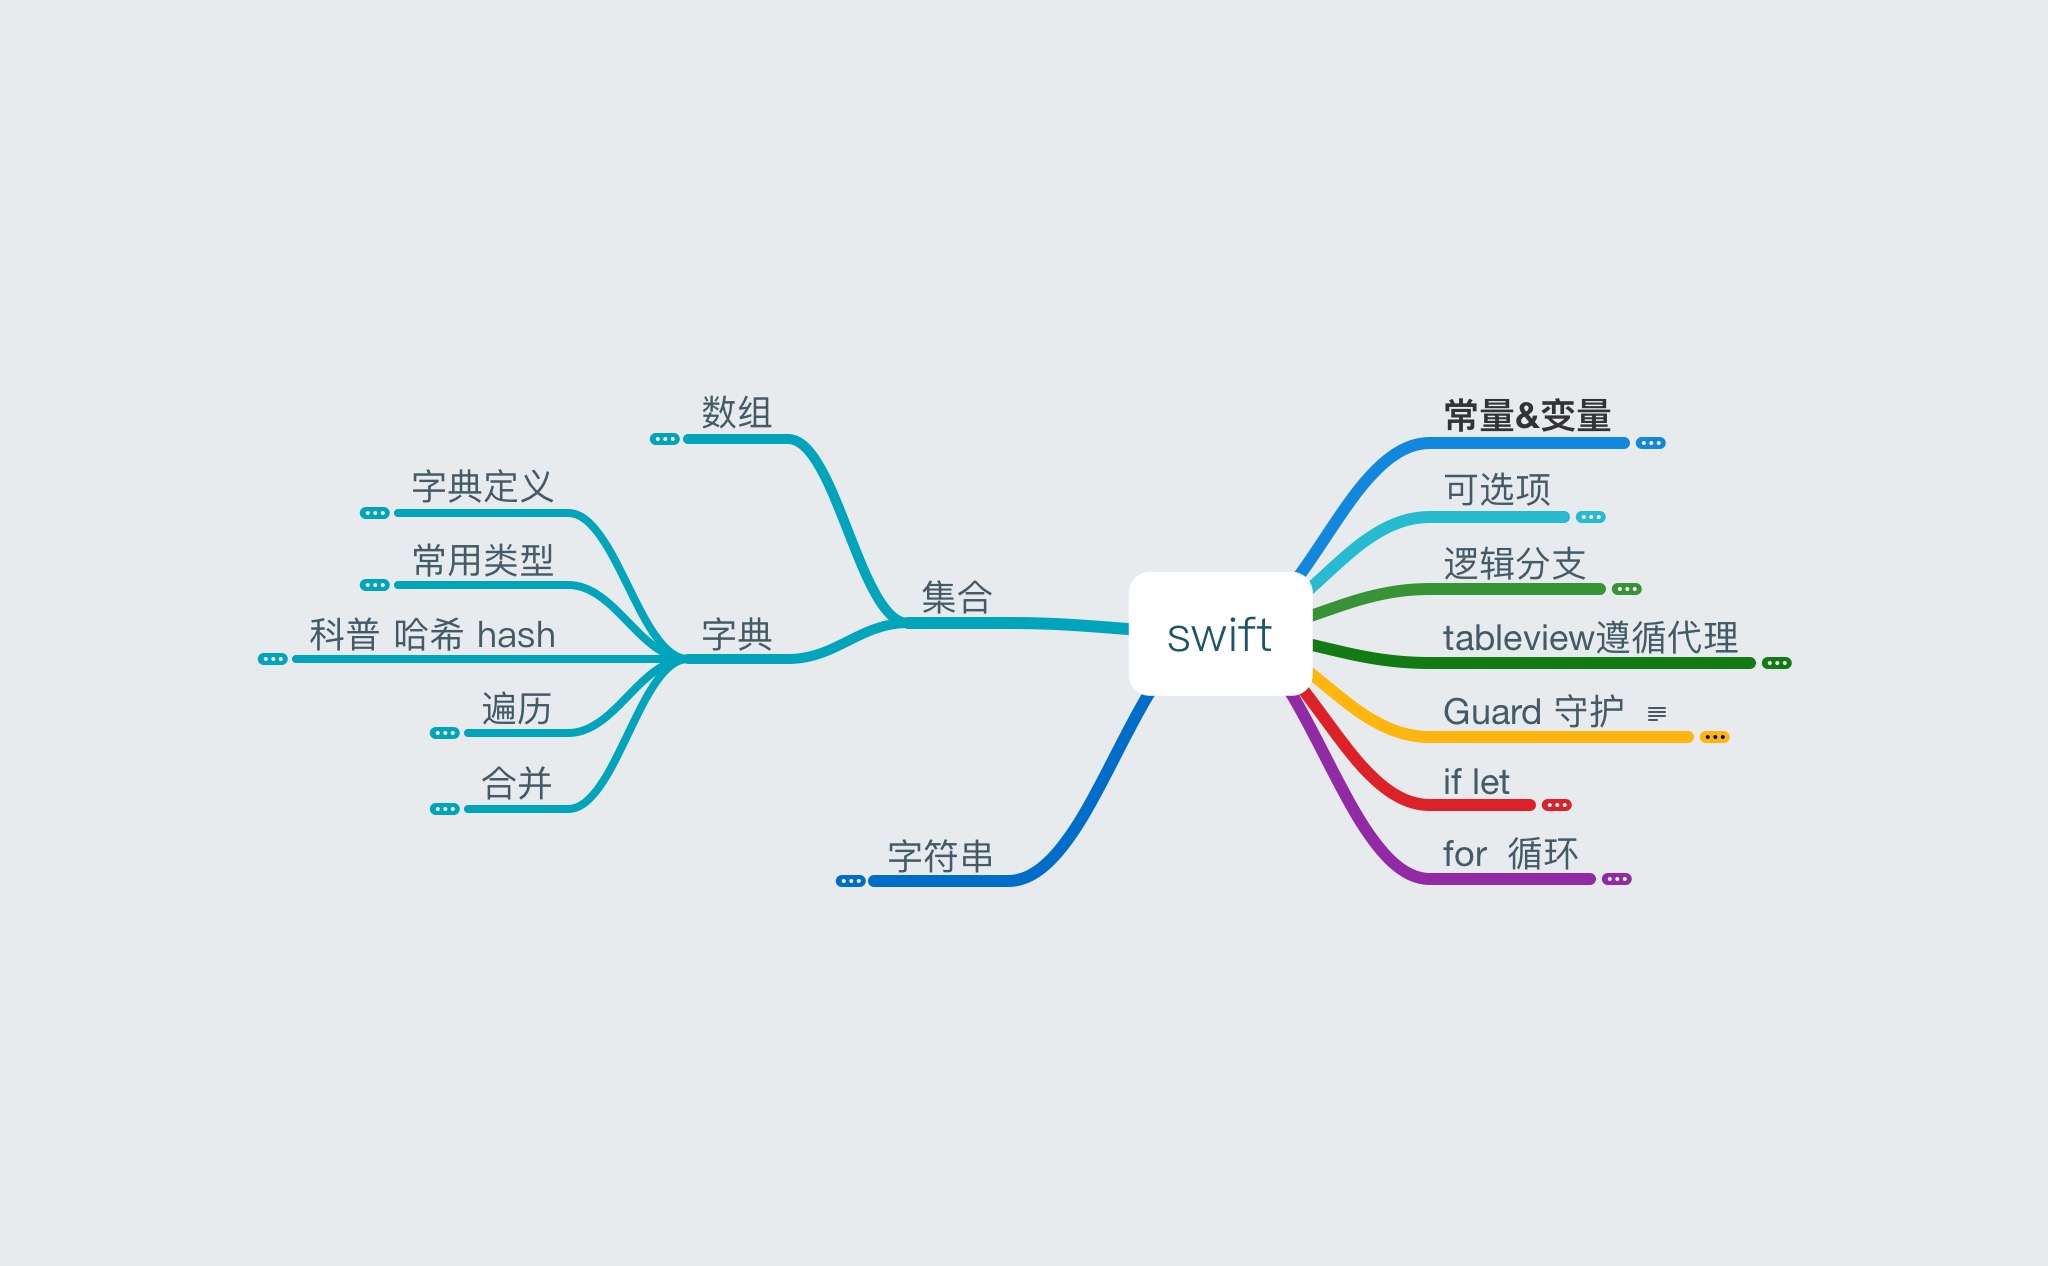 swift
常量&变量
可选项
逻辑分支
tableview遵循代理
Guard 守护
if let
for 循环
集合
数组
字典
字典定义
常用类型
科普 哈希 hash
遍历
合并
字符串